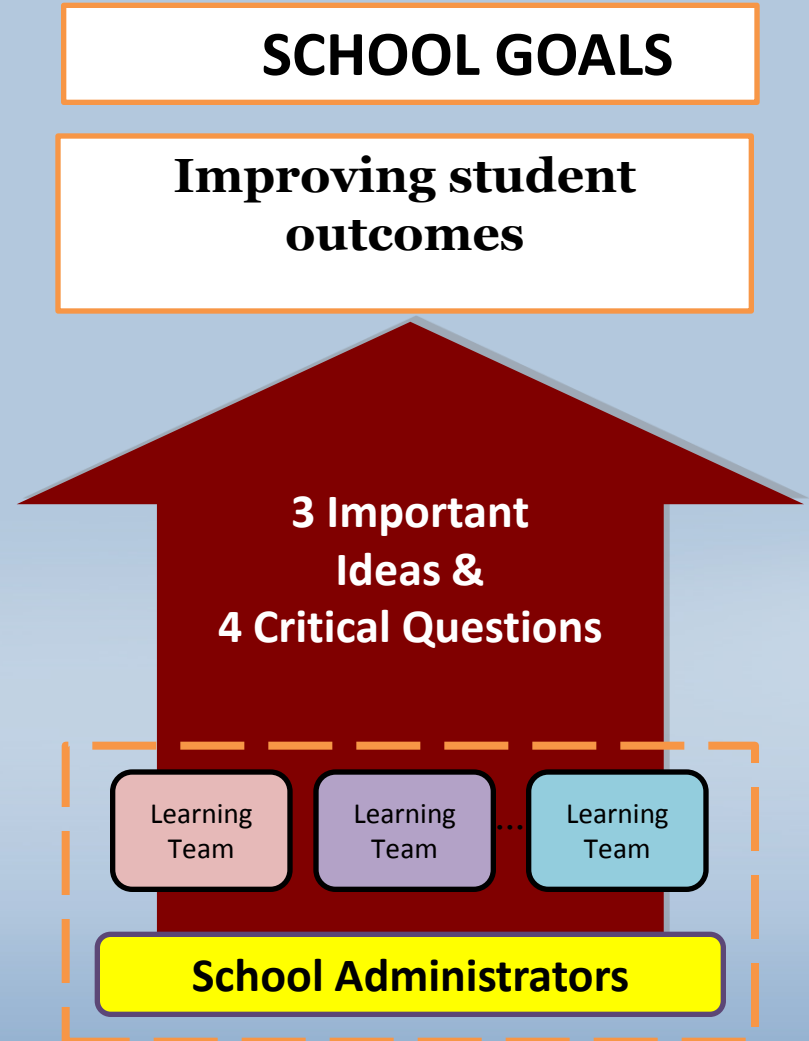 SCHOOL GOALS
Improving student
outcomes
3 Important
Ideas &
4 Critical Questions
Learning
Team
Learning
Team
...
Learning
Team
School Administrators